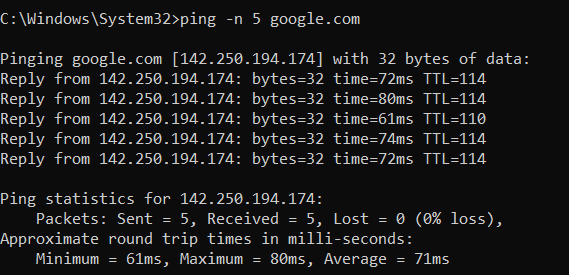 C:\Windows\System32>ping -n 5 google.com
Pinging google.com [142.250.194.174] with 32 bytes of data:
Reply from 142.250.194.174: bytes=32 time=72ms TTL=114
Reply from 142.250.194.174: bytes=32 time=80ms TTL=114
Reply from 142.250.194.174: bytes=32 time=61ms TTL=110
Reply from 142.250.194.174: bytes=32 time=74ms TTL=114
Reply from 142.250.194.174: bytes=32 time=72ms TTL=114
Ping statistics for 142.250.194.174:
    Packets: Sent = 5, Received = 5, Lost = 0 (0% loss),
Approximate round trip times in milli-seconds:
    Minimum = 61ms, Maximum = 80ms, Average = 71ms